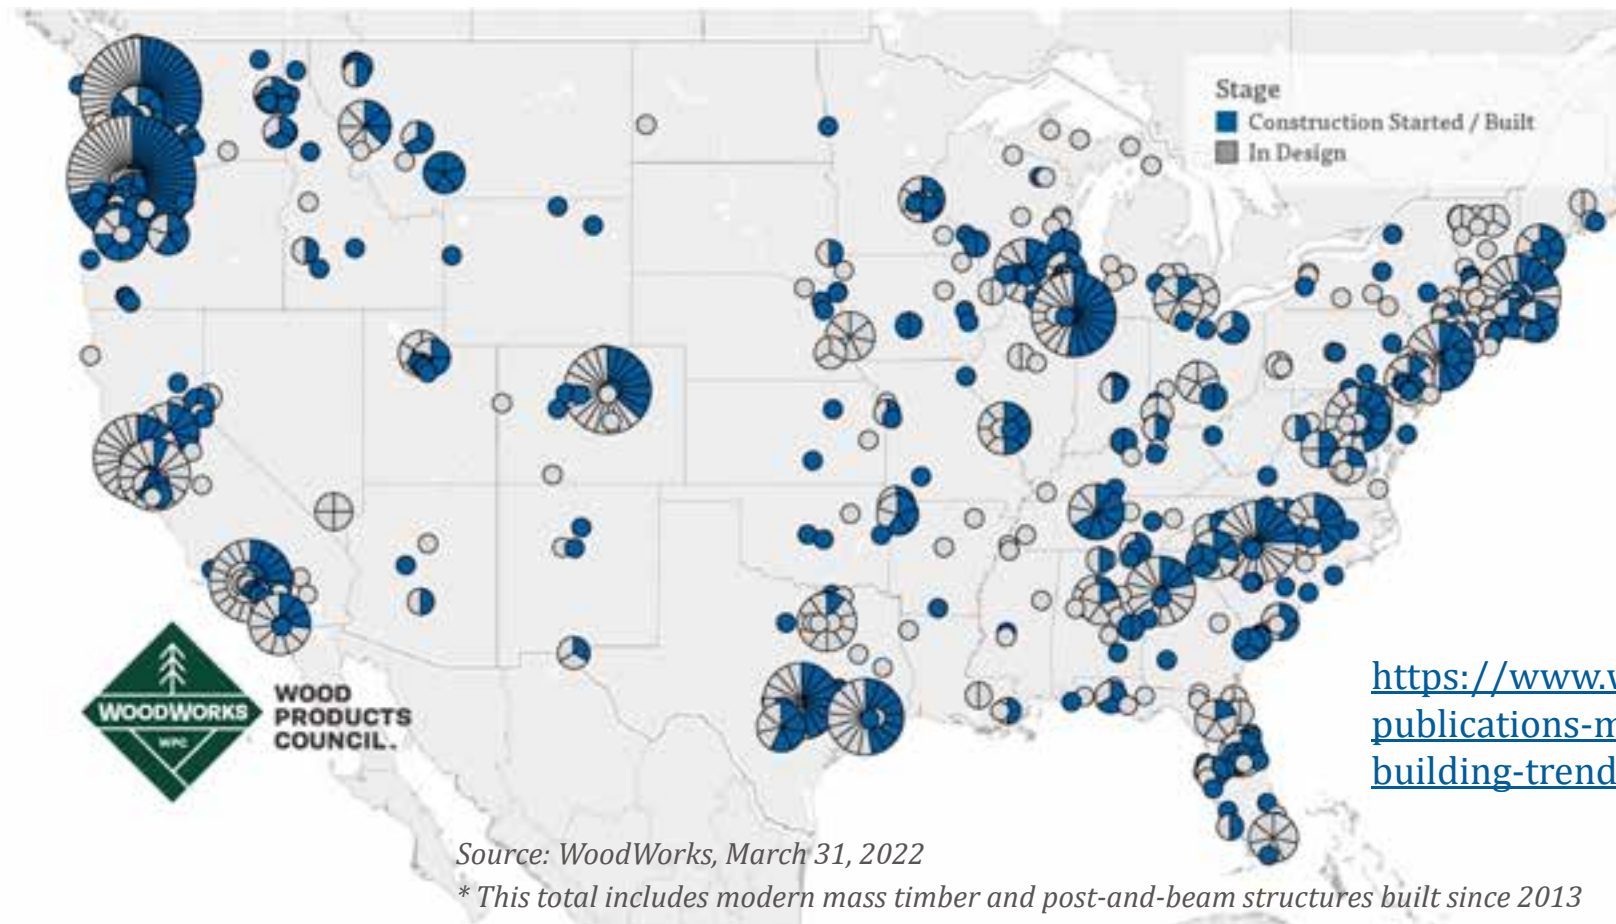 Stage
Construction Started / Built
In Design
WOODWORKS
WPC
WOOD
PRODUCTS
COUNCIL.
https://www.w
publications-m
building-trend
Source: WoodWorks, March 31, 2022
* This total includes modern mass timber and post-and-beam structures built since 2013